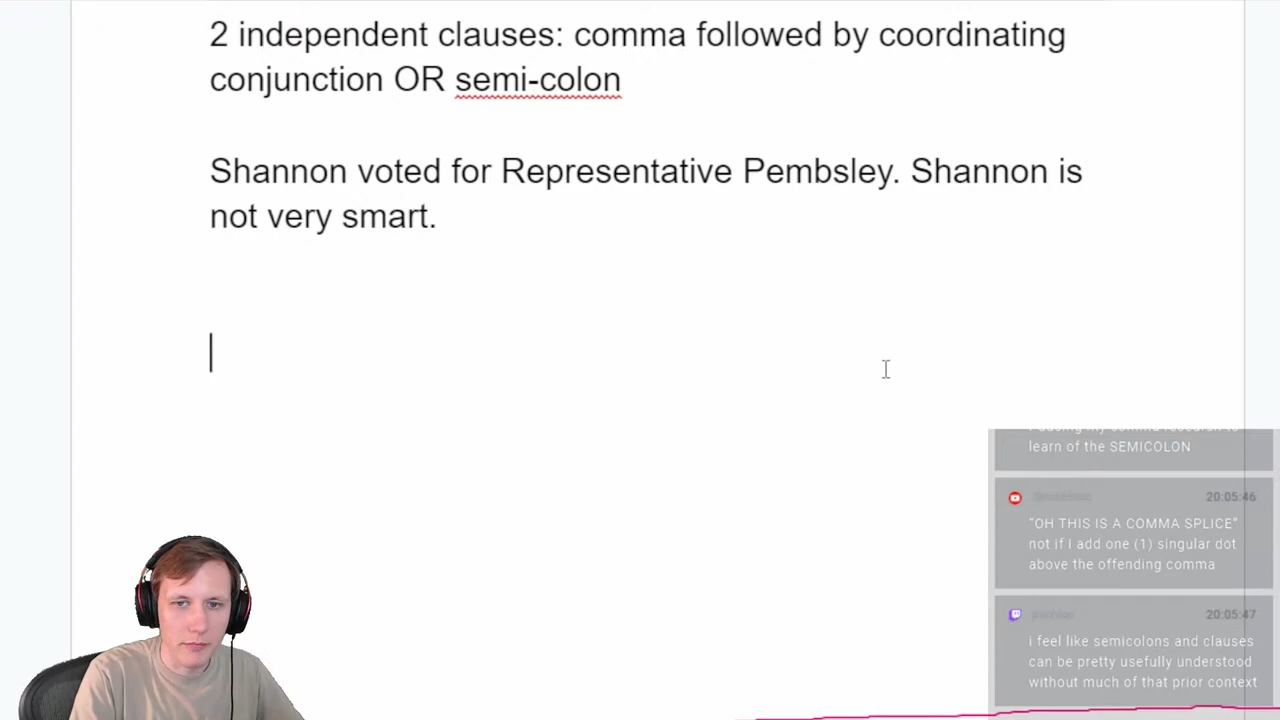 2 independent clauses: comma followed by coordinating
conjunction OR semi-colon
Shannon voted for Representative Pembsley. Shannon is
not very smart.
learn of the SEMICOLON
20:05:46
"OH THIS IS A COMMA SPLICE"
not if I add one (1) singular dot
above the offending comma
20:05:47
i feel like semicolons and clauses
can be pretty usefully understood
without much of that prior context